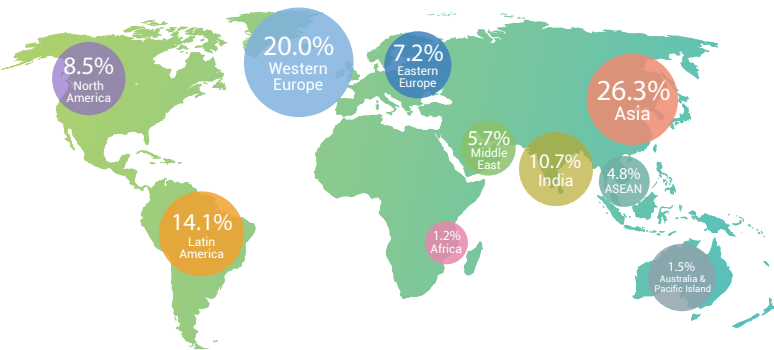 8.5%
North
America
20.0%
Western
Europe
7.2%
Eastern
Europe
26.3%
Asia
5.7%
Middle
East
10.7%
India
4.8%
ASEAN
14.1%
Latin
America
1.2%
Africa
1.5%
Australia &
Pacific Island